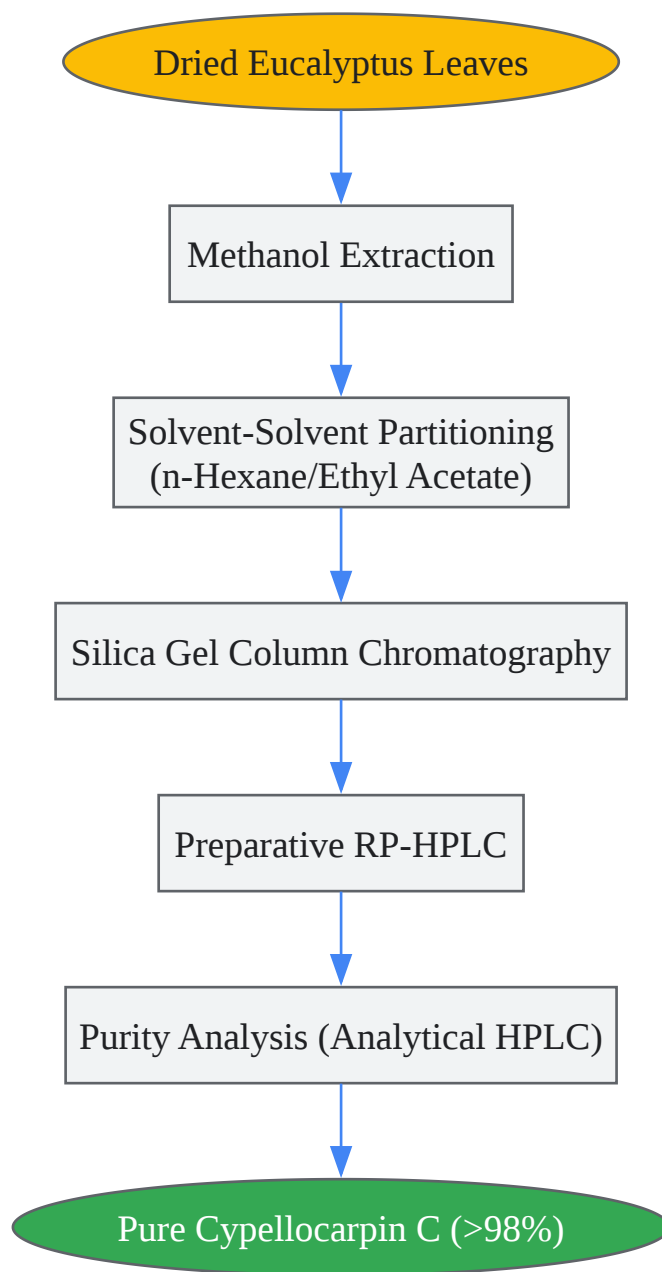 Dried Eucalyptus Leaves
Methanol Extraction
Solvent-Solvent Partitioning
(n-Hexane/Ethyl Acetate)
Silica Gel Column Chromatography
Preparative RP-HPLC
Purity Analysis (Analytical HPLC)
Pure Cypellocarpin C (>98%)